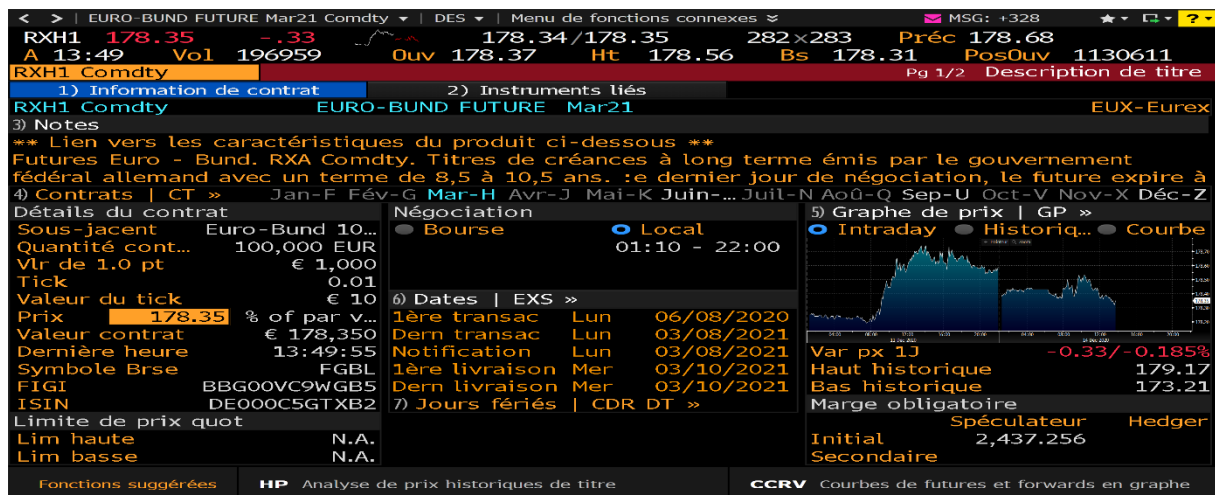 < > | EURO-BUND FUTURE Mar21 Comdty | DES | Menu de fonctions connexes MSG: +328 ?
RXH1 178.35 -.33 178.34/178.35 282×283 Préc 178.68
A 13:49 Vol 196959 Ouv 178.37 Ht 178.56 Bs 178.31 PosOuv 1130611
RXH1 Comdty Pg 1/2 Description de titre
1) Information de contrat 2) Instruments liés
RXH1 Comdty EURO-BUND FUTURE Mar21 EUX-Eurex
3) Notes
** Lien vers les caractéristiques du produit ci-dessous **
Futures Euro - Bund. RXA Comdty. Titres de créances à long terme émis par le gouvernement
fédéral allemand avec un terme de 8,5 à 10,5 ans. :e dernier jour de négociation, le future expire à
4) Contrats | CT » Jan-F Fév-G Mar-H Avr-J Mai-K Juin-... Juil-N Aoû-Q Sep-U Oct-V Nov-X Déc-Z
Détails du contrat
Sous-jacent Euro-Bund 10...
Quantité cont... 100,000 EUR
Vlr de 1.0 pt € 1,000
Tick 0.01
Valeur du tick € 10
Prix 178.35 % of par v...
Valeur contrat € 178,350
Dernière heure 13:49:55
Symbole Brse FGBL
FIGI BBG00VC9WGB5
ISIN DE000C5GTXB2
Limite de prix quot
Lim haute N.A.
Lim basse N.A.
Négociation
Bourse Local
01:10 - 22:00
6) Dates | EXS »
1ère transac Lun 06/08/2020
Dern transac Lun 03/08/2021
Notification Lun 03/08/2021
1ère livraison Mer 03/10/2021
Dern livraison Mer 03/10/2021
7) Jours fériés | CDR DT »
5) Graphe de prix | GP »
Intraday Historiq... Courbe
Var px 1J -0.33/-0.185%
Haut historique 179.17
Bas historique 173.21
Marge obligatoire
Spéculateur Hedger
Initial 2,437.256
Secondaire
Fonctions suggérées HP Analyse de prix historiques de titre CCRV Courbes de futures et forwards en graphe